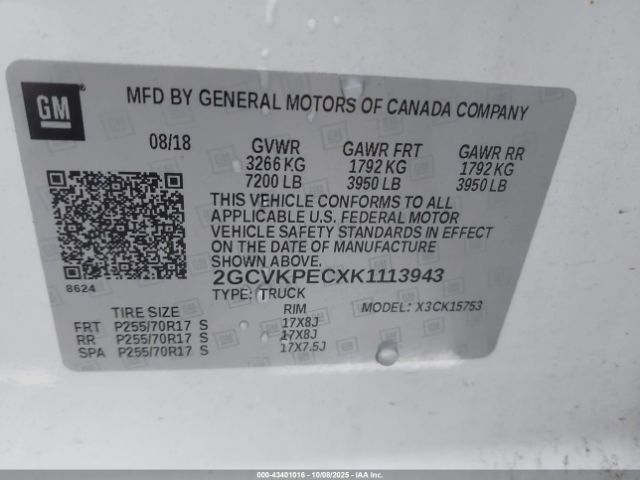 GM
MFD BY GENERAL MOTORS OF CANADA COMPANY
08/18 GVWR GAWR FRT GAWR RR
3266 KG 1792 KG 1792 KG
7200 LB 3950 LB 3950 LB
THIS VEHICLE CONFORMS TO ALL
APPLICABLE U.S. FEDERAL MOTOR
VEHICLE SAFETY STANDARDS IN EFFECT
ON THE DATE OF MANUFACTURE
SHOWN ABOVE.
2GCVKPECXK1113943
8624 TYPE: TRUCK MODEL: X3CK15753
TIRE SIZE RIM
FRT P255/70R17 S 17X8J
RR P255/70R17 S 17X8J
SPA P255/70R17 S 17X7.5J
000-43401016 - 10/08/2025 - IAAI.COM